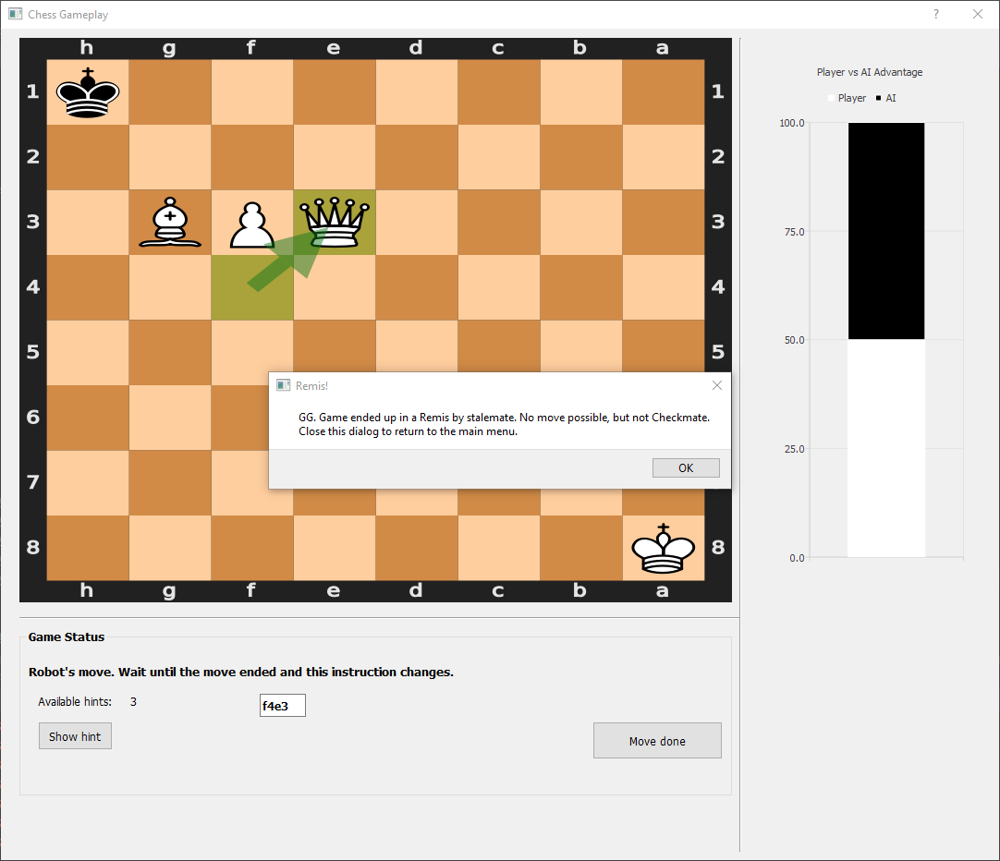 Chess Gameplay
h g f e d c b a
1 1
2 2
3 3
4 4
5 5
6
7
8 8
h g f e d c b a
Remis!
GG. Game ended up in a Remis by stalemate. No move possible, but not Checkmate.
Close this dialog to return to the main menu.
OK
Player vs AI Advantage
Player AI
100.0
75.0
50.0
25.0
0.0
Game Status
Robot's move. Wait until the move ended and this instruction changes.
Available hints: 3 f4e3
Show hint
Move done